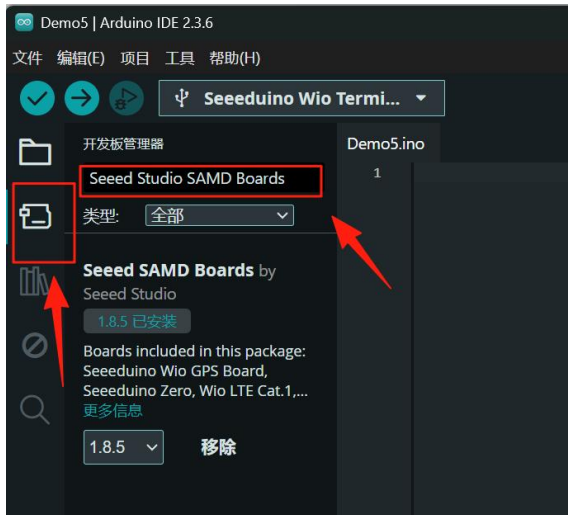 Demo5 | Arduino IDE 2.3.6
文件 编辑(E) 项目 工具 帮助(H)
Seeeduino Wio Termi...
开发板管理器
Demo5.ino
Seeed Studio SAMD Boards
1
类型: 全部
Seeed SAMD Boards by
Seeed Studio
1.8.5 已安装
Boards included in this package:
Seeeduino Wio GPS Board,
Seeeduino Zero, Wio LTE Cat.1,...
更多信息
1.8.5 移除